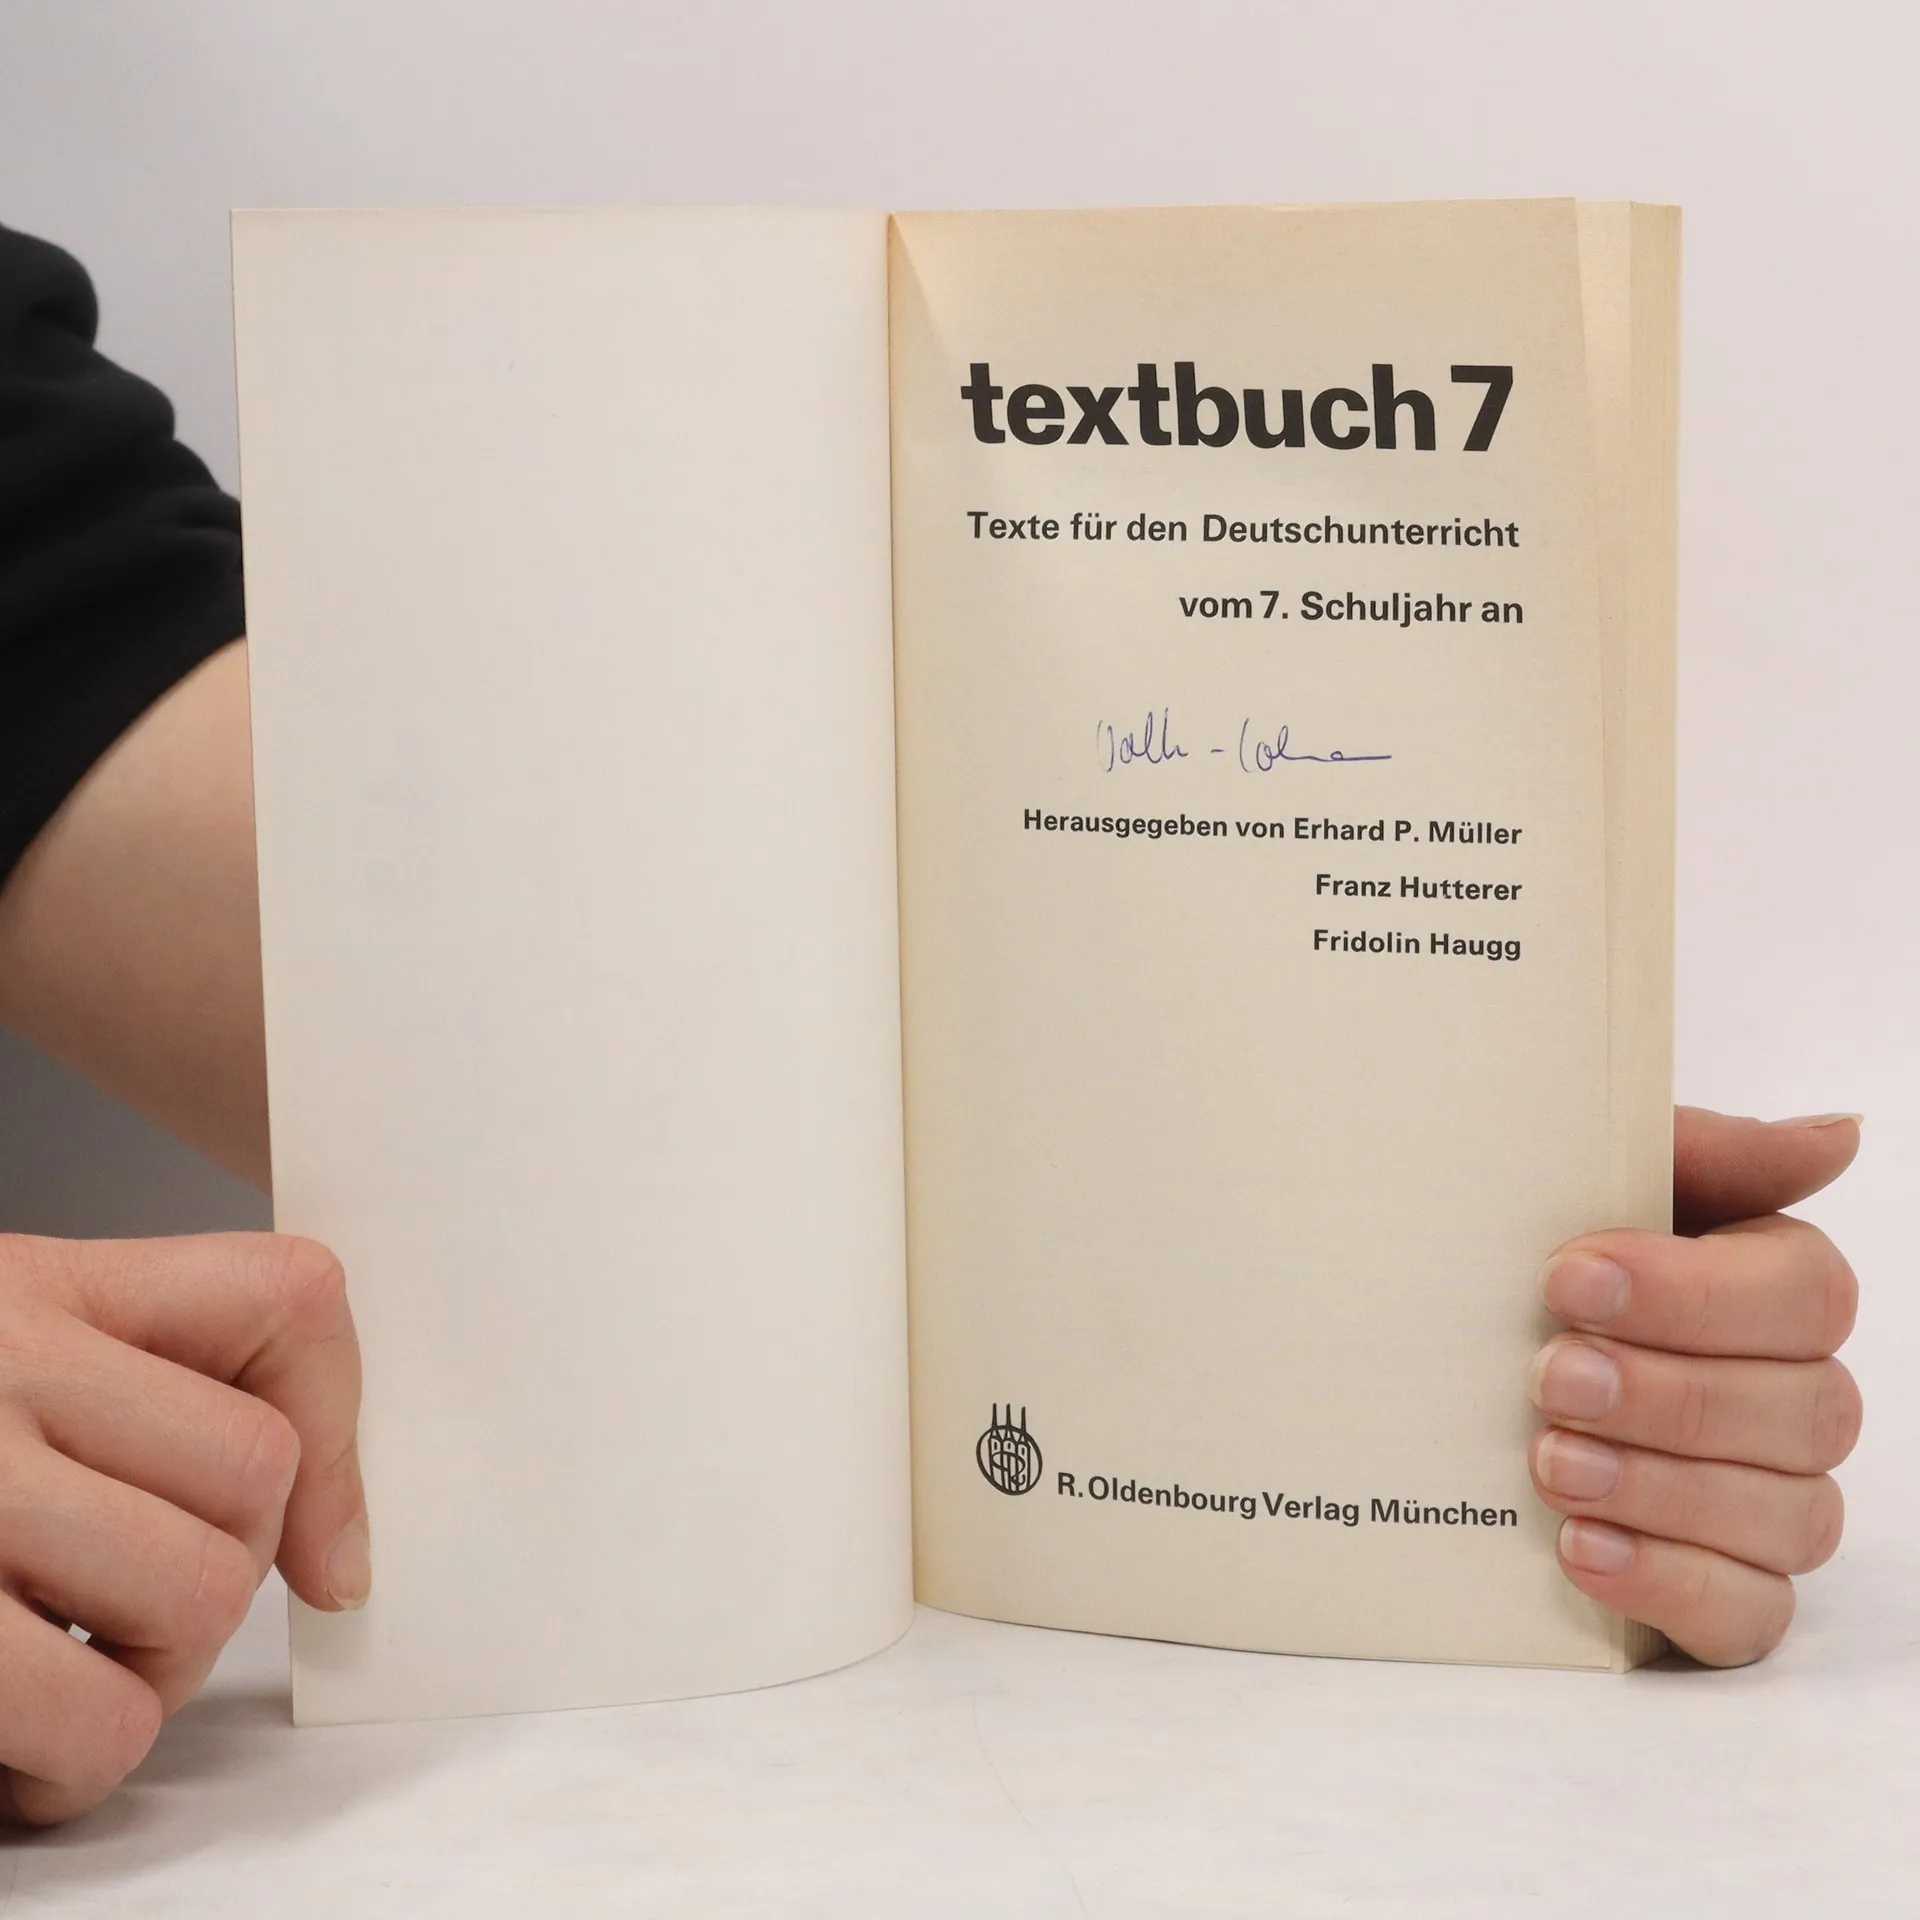 textbuch 7
Texte für den Deutschunterricht
vom 7. Schuljahr an
Herausgegeben von Erhard P. Müller
Franz Hutterer
Fridolin Haugg
R. Oldenbourg Verlag München